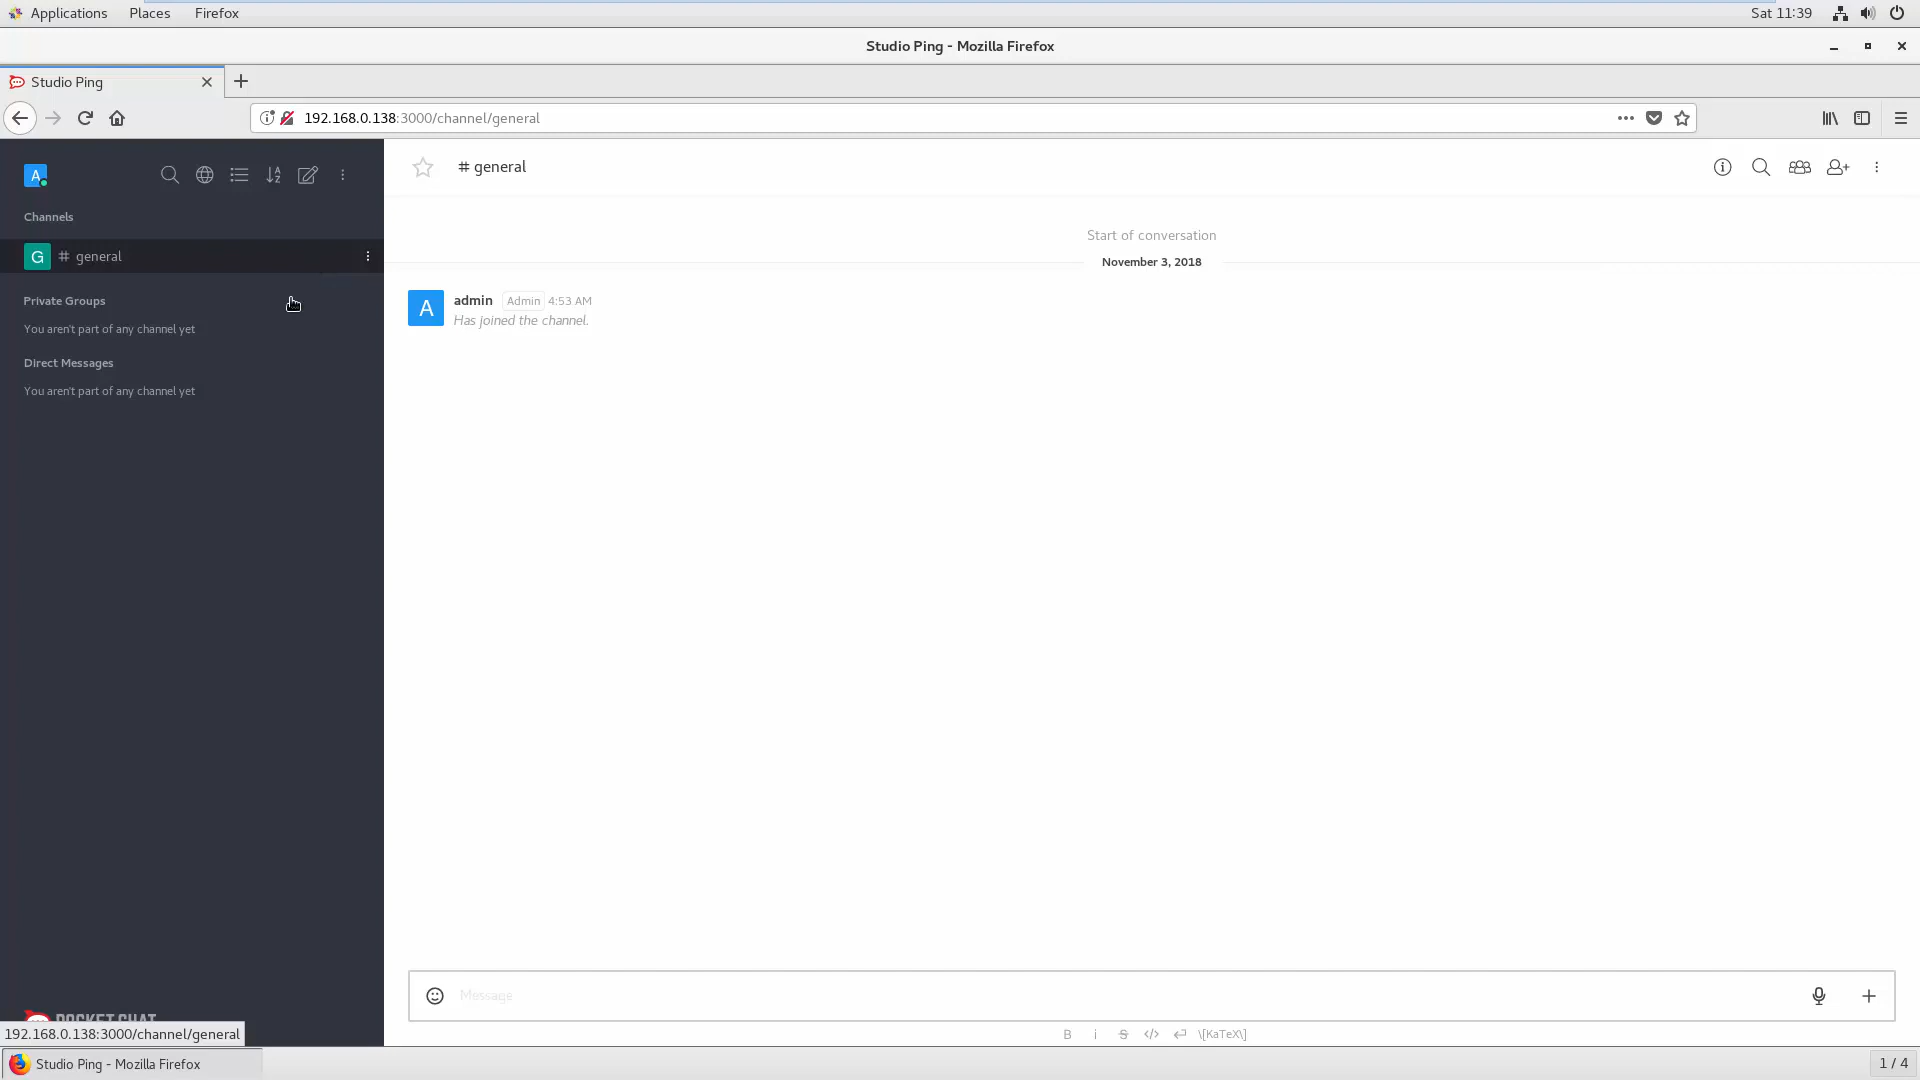 Applications Places Firefox Sat 11:39
Studio Ping - Mozilla Firefox
Studio Ping
192.168.0.138:3000/channel/general
A
# general
Channels
G # general
Start of conversation
November 3, 2018
Private Groups
You aren't part of any channel yet
A admin Admin 4:53 AM
Has joined the channel.
Direct Messages
You aren't part of any channel yet
Message
192.168.0.138:3000/channel/general
B i S </> \[KaTeX\]
Studio Ping - Mozilla Firefox 1 / 4